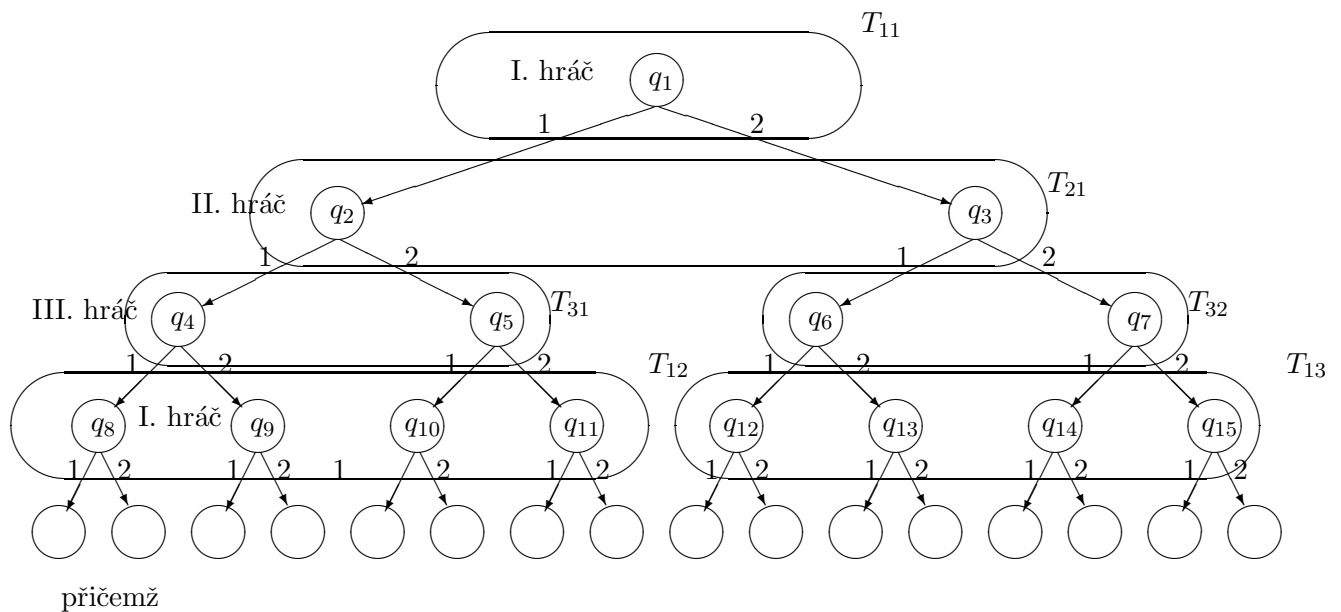 T₁₁
I. hráč q₁
1 2
T₂₁
II. hráč q₂ q₃
1 2 1 2
III. hráč q₄ q₅ T₃₁ q₆ q₇ T₃₂
1 2 1 2 1 2 1 2
T₁₂ T₁₃
q₈ I. hráč q₉ q₁₀ q₁₁ q₁₂ q₁₃ q₁₄ q₁₅
1 2 1 2 1 2 1 2 1 2 1 2 1 2 1 2
přičemž